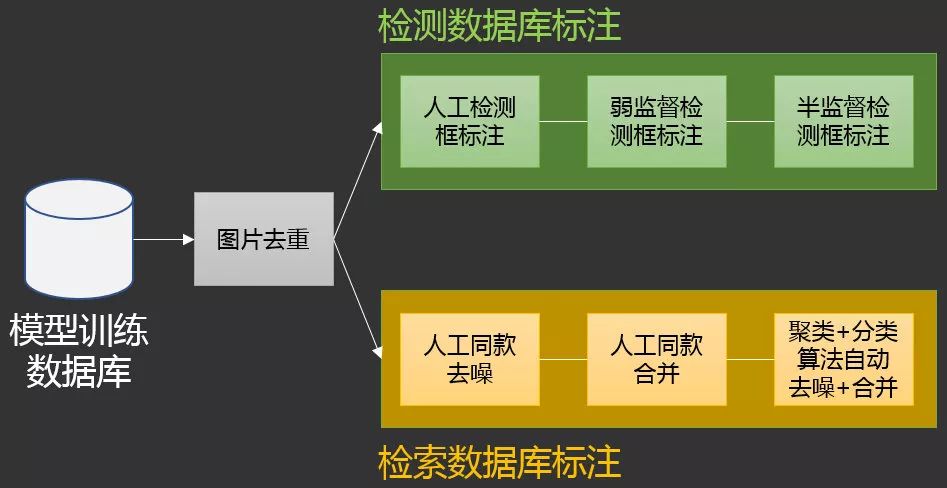 检测数据库标注
人工检测
框标注
弱监督检
测框标注
半监督检
测框标注
图片去重
模型训练
数据库
人工同款
去噪
人工同款
合并
聚类+分类
算法自动
去噪+合并
检索数据库标注